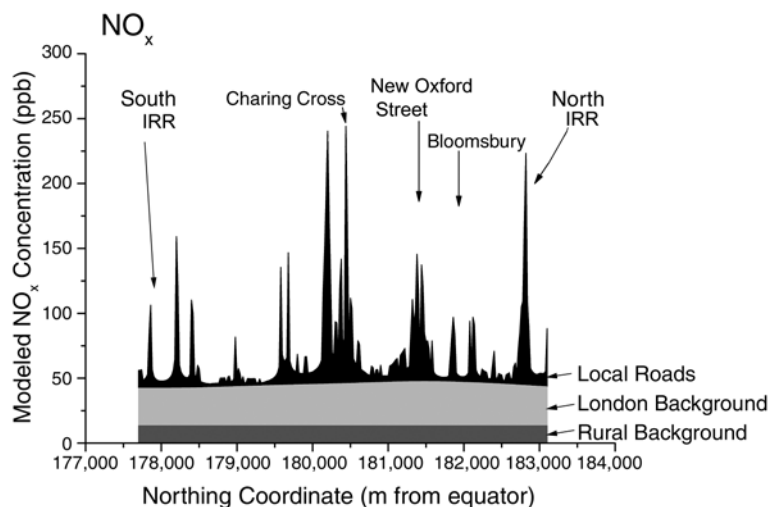 NOx
300
250
200
150
100
50
0
Modeled NOx Concentration (ppb)
South
IRR
Charing Cross
New Oxford
Street
Bloomsbury
North
IRR
Local Roads
London Background
Rural Background
177,000 178,000 179,000 180,000 181,000 182,000 183,000 184,000
Northing Coordinate (m from equator)